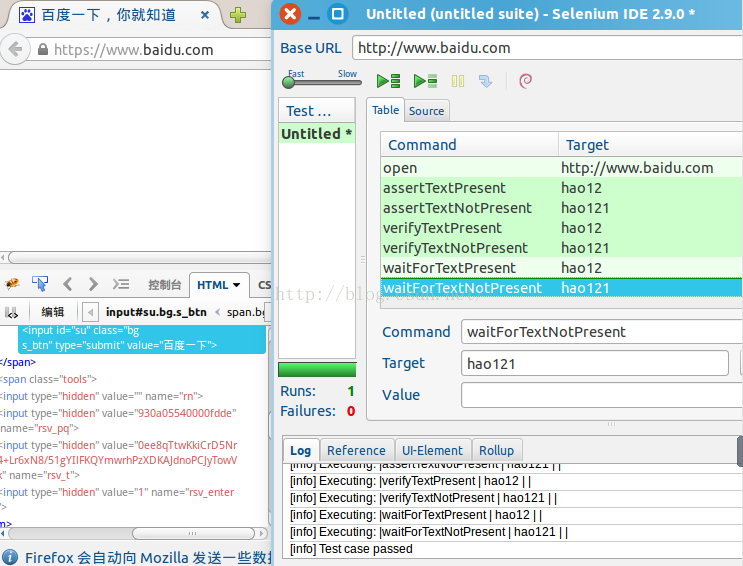 百度一下，你就知道
https://www.baidu.com
控制台
HTML
CS
编辑
input#su.bg.s_btn
span.bg
<input id="su" class="bg
s_btn" type="submit" value="百度一下">
</span>
<span class="tools">
<input type="hidden" value="" name="rn">
<input type="hidden" value="930a05540000fdde"
name="rsv_pq">
<input type="hidden" value="0ee8qTtwKkiCrD5Nr
4+Lr6xN8/51gYIIFKQYmwrhPzXDKAJdnoPCJyTowV
" name="rsv_t">
<input type="hidden" value="1" name="rsv_enter
">
m>
Firefox 会自动向 Mozilla 发送一些数据
Untitled (untitled suite) - Selenium IDE 2.9.0 *
Base URL http://www.baidu.com
Fast Slow
Test ...
Untitled *
Runs: 1
Failures: 0
Table Source
Command Target
open http://www.baidu.com
assertTextPresent hao12
assertTextNotPresent hao121
verifyTextPresent hao12
verifyTextNotPresent hao121
waitForTextPresent hao12
waitForTextNotPresent hao121
Command waitForTextNotPresent
Target hao121
Value
Log Reference UI-Element Rollup
[info] Executing: |assertTextNotPresent | hao121 | |
[info] Executing: |verifyTextPresent | hao12 | |
[info] Executing: |verifyTextNotPresent | hao121 | |
[info] Executing: |waitForTextPresent | hao12 | |
[info] Executing: |waitForTextNotPresent | hao121 | |
[info] Test case passed
http://blog.csdn.net/